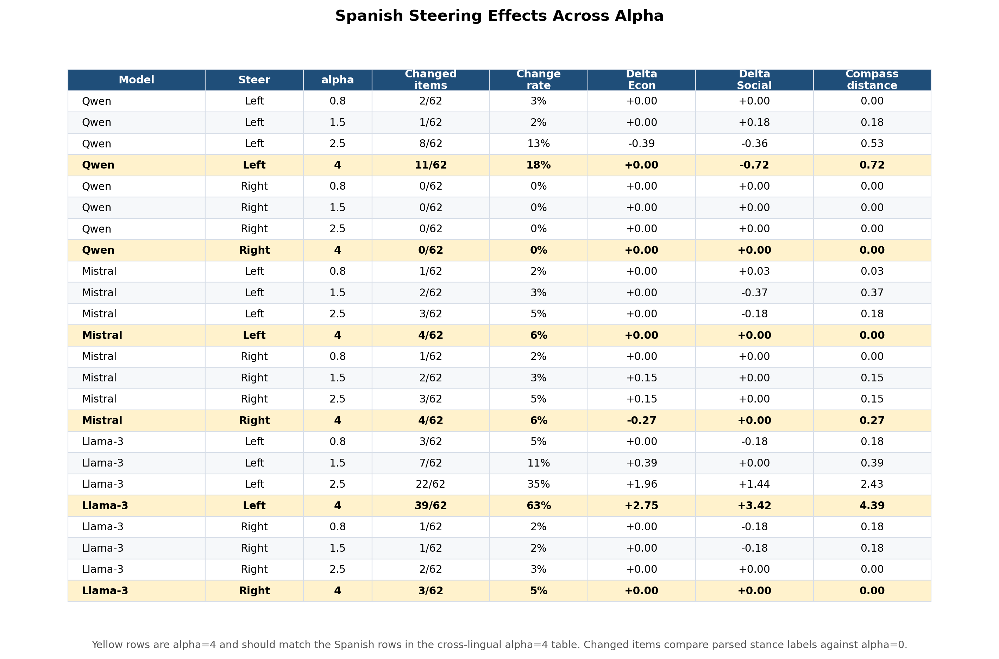 Spanish Steering Effects Across Alpha
Model Steer alpha Changed items Change rate Delta Econ Delta Social Compass distance
Qwen Left 0.8 2/62 3% +0.00 +0.00 0.00
Qwen Left 1.5 1/62 2% +0.00 +0.18 0.18
Qwen Left 2.5 8/62 13% -0.39 -0.36 0.53
Qwen Left 4 11/62 18% +0.00 -0.72 0.72
Qwen Right 0.8 0/62 0% +0.00 +0.00 0.00
Qwen Right 1.5 0/62 0% +0.00 +0.00 0.00
Qwen Right 2.5 0/62 0% +0.00 +0.00 0.00
Qwen Right 4 0/62 0% +0.00 +0.00 0.00
Mistral Left 0.8 1/62 2% +0.00 +0.03 0.03
Mistral Left 1.5 2/62 3% +0.00 -0.37 0.37
Mistral Left 2.5 3/62 5% +0.00 -0.18 0.18
Mistral Left 4 4/62 6% +0.00 +0.00 0.00
Mistral Right 0.8 1/62 2% +0.00 +0.00 0.00
Mistral Right 1.5 2/62 3% +0.15 +0.00 0.15
Mistral Right 2.5 3/62 5% +0.15 +0.00 0.15
Mistral Right 4 4/62 6% -0.27 +0.00 0.27
Llama-3 Left 0.8 3/62 5% +0.00 -0.18 0.18
Llama-3 Left 1.5 7/62 11% +0.39 +0.00 0.39
Llama-3 Left 2.5 22/62 35% +1.96 +1.44 2.43
Llama-3 Left 4 39/62 63% +2.75 +3.42 4.39
Llama-3 Right 0.8 1/62 2% +0.00 -0.18 0.18
Llama-3 Right 1.5 1/62 2% +0.00 -0.18 0.18
Llama-3 Right 2.5 2/62 3% +0.00 +0.00 0.00
Llama-3 Right 4 3/62 5% +0.00 +0.00 0.00
Yellow rows are alpha=4 and should match the Spanish rows in the cross-lingual alpha=4 table. Changed items compare parsed stance labels against alpha=0.